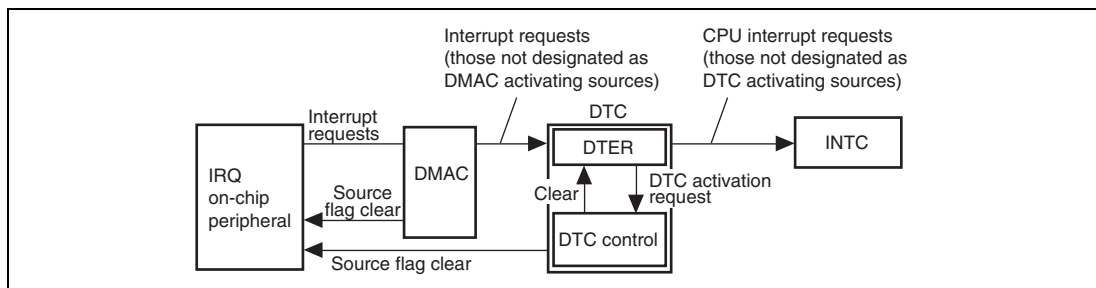 Interrupt requests
(those not designated as
DMAC activating sources)
CPU interrupt requests
(those not designated as
DTC activating sources)
Interrupt
requests
DTC
DTER
INTC
DMAC
IRQ
on-chip
peripheral
Source
flag clear
Clear
DTC activation
request
DTC control
Source flag clear